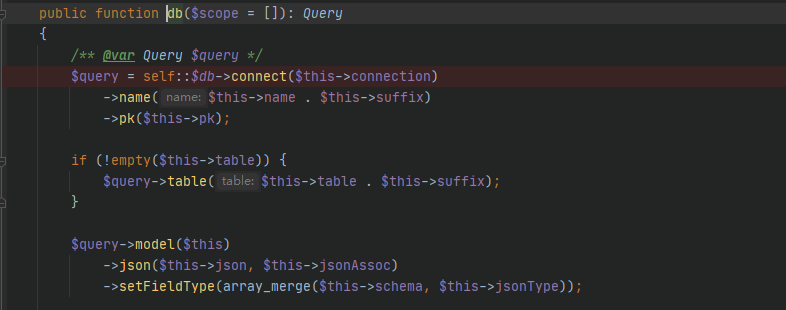 public function db($scope = []): Query
{
/** @var Query $query */
$query = self::$db->connect($this->connection)
->name( name: $this->name . $this->suffix)
->pk($this->pk);
if (!empty($this->table)) {
$query->table( table: $this->table . $this->suffix);
}
$query->model($this)
->json($this->json, $this->jsonAssoc)
->setFieldType(array_merge($this->schema, $this->jsonType));